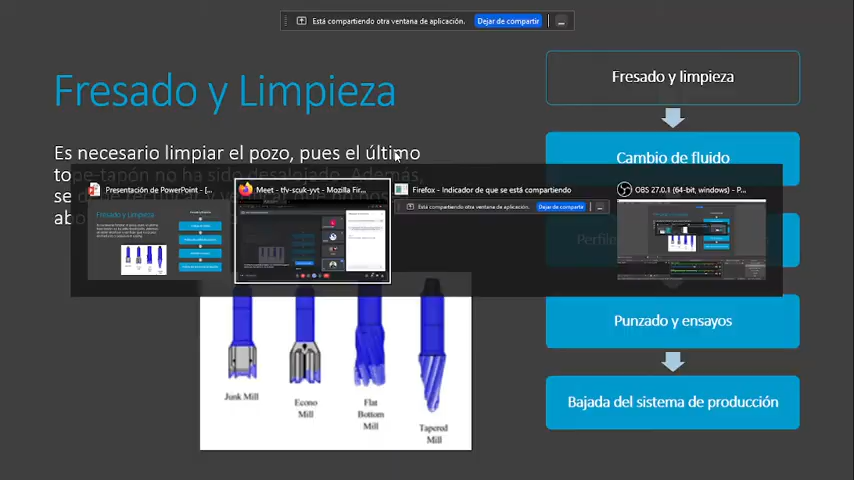 Está compartiendo otra ventana de aplicación. Dejar de compartir
Fresado y Limpieza
Es necesario limpiar el pozo, pues el último
tope-tapón no ha sido desalojado. Además,
Presentación de PowerPoint - [...
Meet - tfv-scuk-yvt - Mozilla Fir...
Firefox - Indicador de que se está compartiendo
Está compartiendo otra ventana de aplicación. Dejar de compartir
OBS 27.0.1 (64-bit, windows) - P...
Fresado y Limpieza
Junk Mill
Econo
Mill
Flat
Bottom
Mill
Tapered
Mill
Fresado y limpieza
Cambio de fluido
Punzado y ensayos
Bajada del sistema de producción